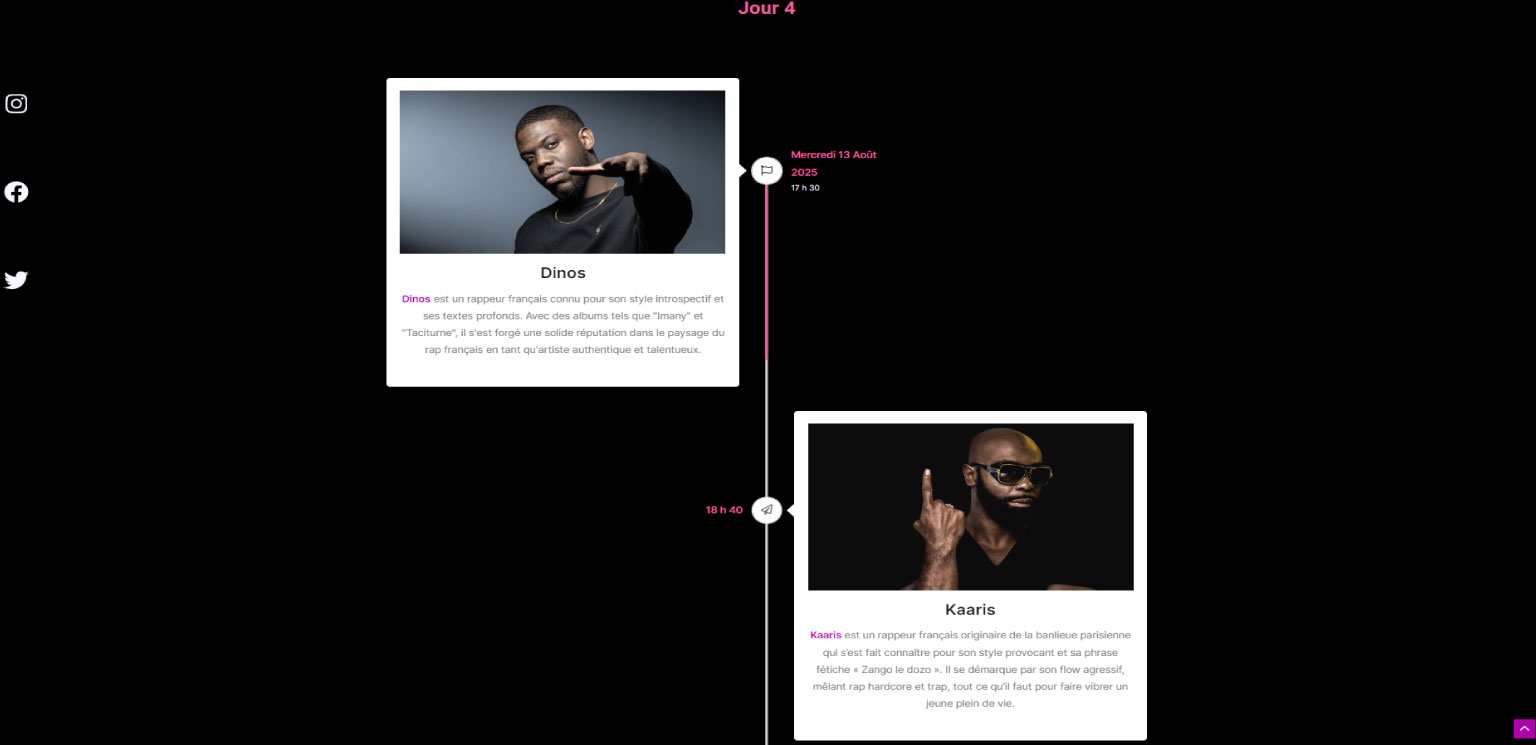 Jour 4
Mercredi 13 Août
2025
17 h 30
Dinos
Dinos est un rappeur français connu pour son style introspectif et
ses textes profonds. Avec des albums tels que "Imany" et
"Taciturne", il s'est forgé une solide réputation dans le paysage du
rap français en tant qu'artiste authentique et talentueux.
18 h 40
Kaaris
Kaaris est un rappeur français originaire de la banlieue parisienne
qui s'est fait connaître pour son style provocant et sa phrase
fétiche « Zango le dozo ». Il se démarque par son flow agressif,
mêlant rap hardcore et trap, tout ce qu'il faut pour faire vibrer un
jeune plein de vie.